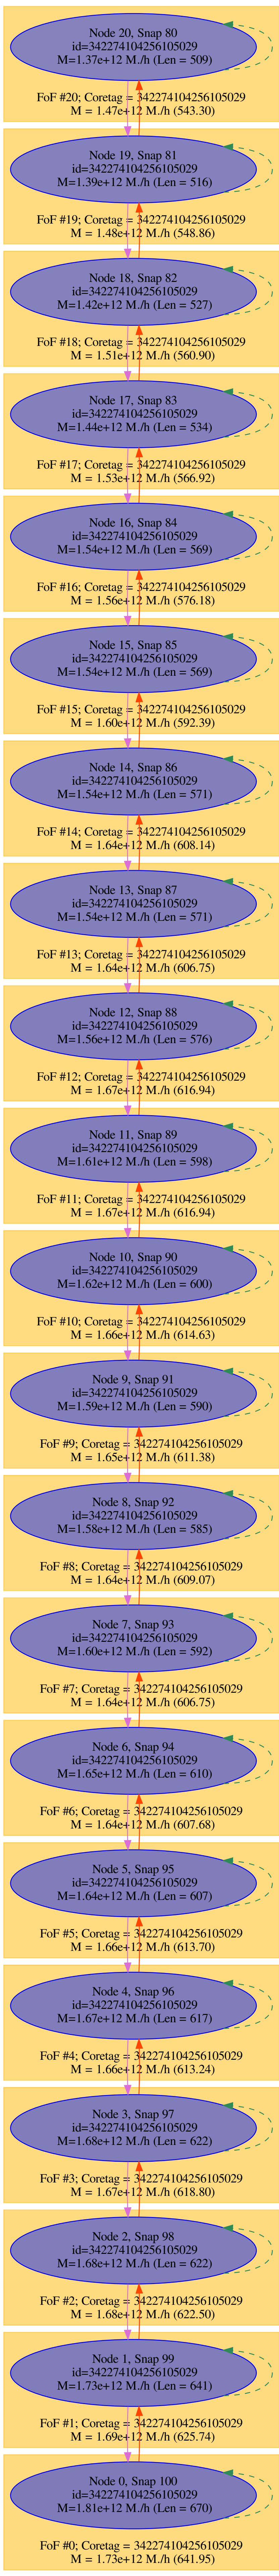 Node 20, Snap 80
id=342274104256105029
M=1.37e+12 M./h (Len = 509)
FoF #20; Coretag = 342274104256105029
M = 1.47e+12 M./h (543.30)
Node 19, Snap 81
id=342274104256105029
M=1.39e+12 M./h (Len = 516)
FoF #19; Coretag = 342274104256105029
M = 1.48e+12 M./h (548.86)
Node 18, Snap 82
id=342274104256105029
M=1.42e+12 M./h (Len = 527)
FoF #18; Coretag = 342274104256105029
M = 1.51e+12 M./h (560.90)
Node 17, Snap 83
id=342274104256105029
M=1.44e+12 M./h (Len = 534)
FoF #17; Coretag = 342274104256105029
M = 1.53e+12 M./h (566.92)
Node 16, Snap 84
id=342274104256105029
M=1.54e+12 M./h (Len = 569)
FoF #16; Coretag = 342274104256105029
M = 1.56e+12 M./h (576.18)
Node 15, Snap 85
id=342274104256105029
M=1.54e+12 M./h (Len = 569)
FoF #15; Coretag = 342274104256105029
M = 1.60e+12 M./h (592.39)
Node 14, Snap 86
id=342274104256105029
M=1.54e+12 M./h (Len = 571)
FoF #14; Coretag = 342274104256105029
M = 1.64e+12 M./h (608.14)
Node 13, Snap 87
id=342274104256105029
M=1.54e+12 M./h (Len = 571)
FoF #13; Coretag = 342274104256105029
M = 1.64e+12 M./h (606.75)
Node 12, Snap 88
id=342274104256105029
M=1.56e+12 M./h (Len = 576)
FoF #12; Coretag = 342274104256105029
M = 1.67e+12 M./h (616.94)
Node 11, Snap 89
id=342274104256105029
M=1.61e+12 M./h (Len = 598)
FoF #11; Coretag = 342274104256105029
M = 1.67e+12 M./h (616.94)
Node 10, Snap 90
id=342274104256105029
M=1.62e+12 M./h (Len = 600)
FoF #10; Coretag = 342274104256105029
M = 1.66e+12 M./h (614.63)
Node 9, Snap 91
id=342274104256105029
M=1.59e+12 M./h (Len = 590)
FoF #9; Coretag = 342274104256105029
M = 1.65e+12 M./h (611.38)
Node 8, Snap 92
id=342274104256105029
M=1.58e+12 M./h (Len = 585)
FoF #8; Coretag = 342274104256105029
M = 1.64e+12 M./h (609.07)
Node 7, Snap 93
id=342274104256105029
M=1.60e+12 M./h (Len = 592)
FoF #7; Coretag = 342274104256105029
M = 1.64e+12 M./h (606.75)
Node 6, Snap 94
id=342274104256105029
M=1.65e+12 M./h (Len = 610)
FoF #6; Coretag = 342274104256105029
M = 1.64e+12 M./h (607.68)
Node 5, Snap 95
id=342274104256105029
M=1.64e+12 M./h (Len = 607)
FoF #5; Coretag = 342274104256105029
M = 1.66e+12 M./h (613.70)
Node 4, Snap 96
id=342274104256105029
M=1.67e+12 M./h (Len = 617)
FoF #4; Coretag = 342274104256105029
M = 1.66e+12 M./h (613.24)
Node 3, Snap 97
id=342274104256105029
M=1.68e+12 M./h (Len = 622)
FoF #3; Coretag = 342274104256105029
M = 1.67e+12 M./h (618.80)
Node 2, Snap 98
id=342274104256105029
M=1.68e+12 M./h (Len = 622)
FoF #2; Coretag = 342274104256105029
M = 1.68e+12 M./h (622.50)
Node 1, Snap 99
id=342274104256105029
M=1.73e+12 M./h (Len = 641)
FoF #1; Coretag = 342274104256105029
M = 1.69e+12 M./h (625.74)
Node 0, Snap 100
id=342274104256105029
M=1.81e+12 M./h (Len = 670)
FoF #0; Coretag = 342274104256105029
M = 1.73e+12 M./h (641.95)